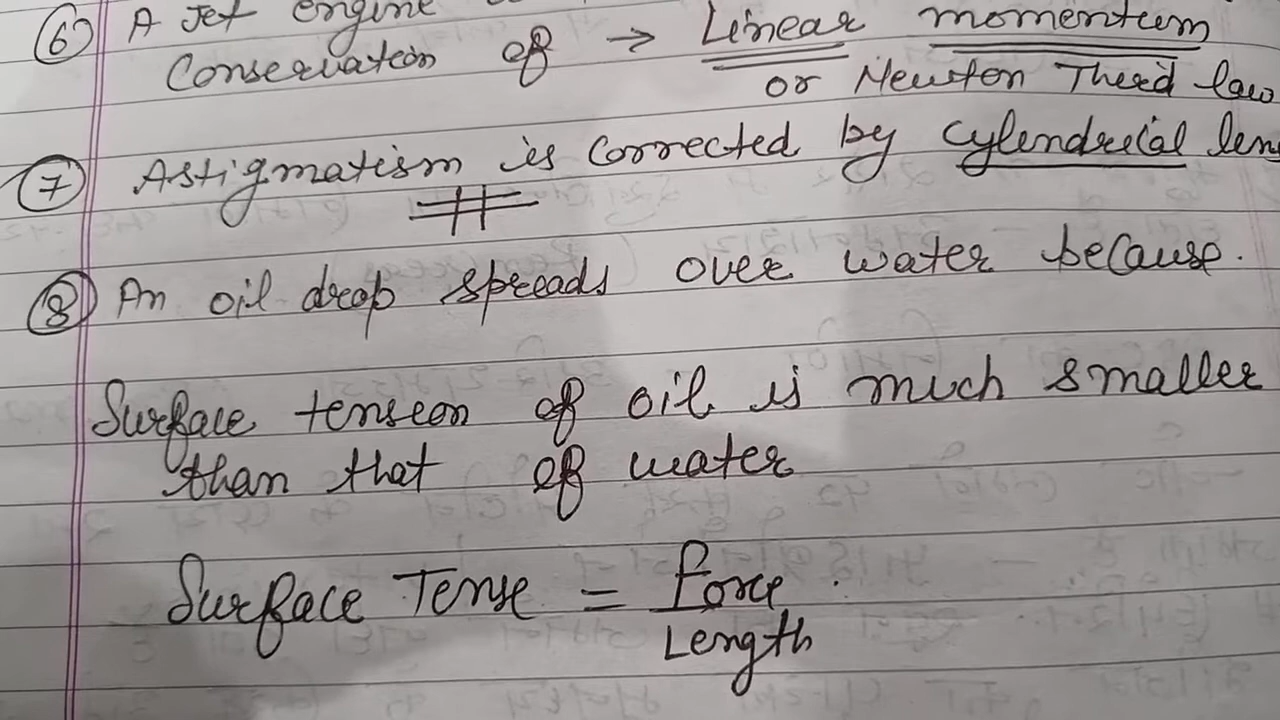 ⑥ A Jet engine
Conservation of → Linear momentum
or Newton Third law
⑦ Astigmatism is corrected by cylendrical len
⑧ An oil drop spreads over water because.
Surface tension of oil is much smaller
than that of water
Surface Tense = Force
Length